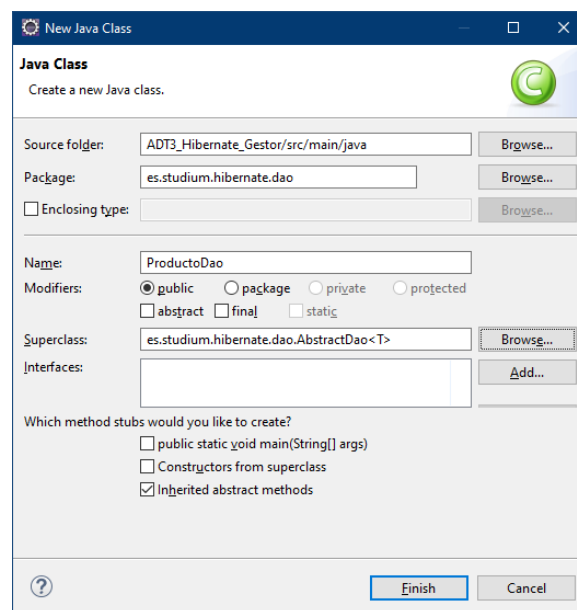 New Java Class
Java Class
Create a new Java class.
C
Source folder: ADT3_Hibernate_Gestor/src/main/java Browse...
Package: es.studium.hibernate.dao Browse...
Enclosing type: Browse...
Name: ProductoDao
Modifiers: public package private protected
abstract final static
Superclass: es.studium.hibernate.dao.AbstractDao<T> Browse...
Interfaces: Add...
Which method stubs would you like to create?
public static void main(String[] args)
Constructors from superclass
Inherited abstract methods
? Finish Cancel